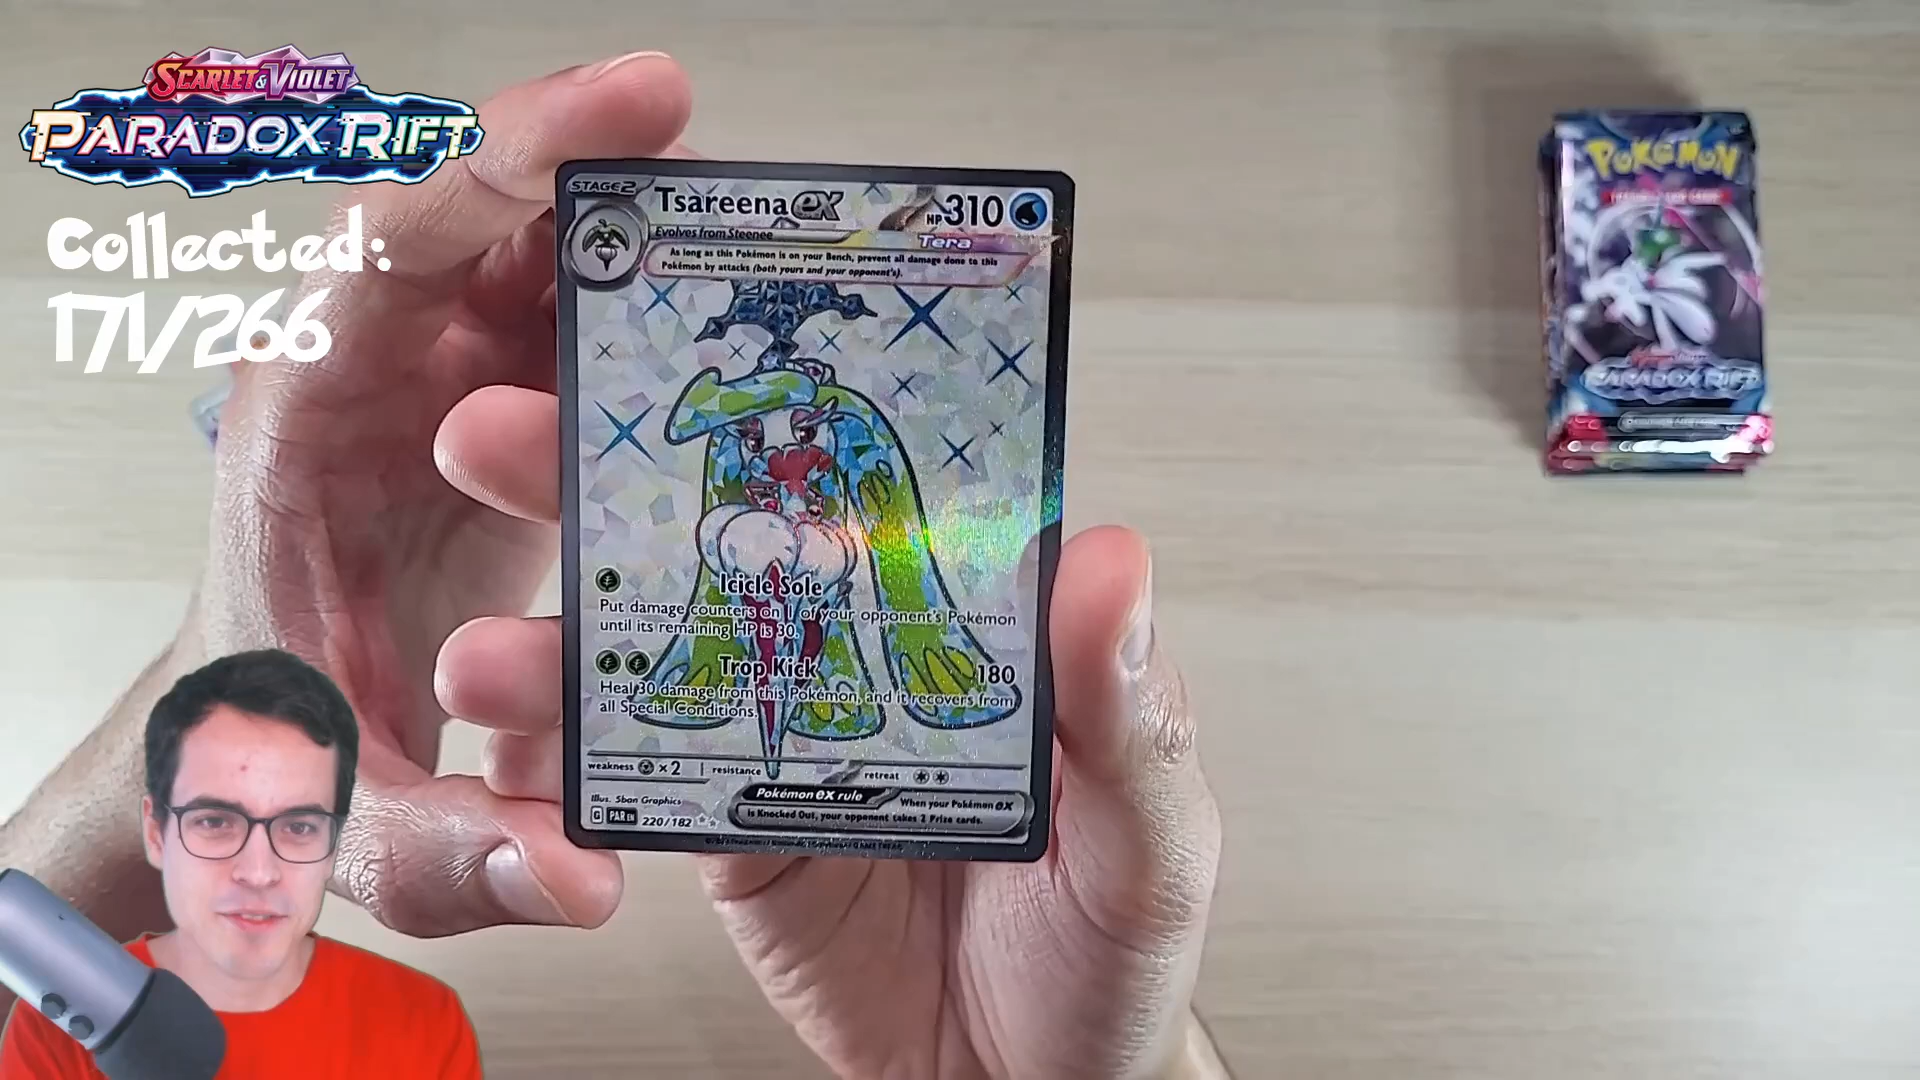 SCARLET & VIOLET
PARADOX RIFT
Collected:
171/266
STAGE2
Tsareena ex
HP 310
Evolves from Steenee
Tera
As long as this Pokémon is on your Bench, prevent all damage done to this
Pokémon by attacks (both yours and your opponent's).
Icicle Sole
Put damage counters on 1 of your opponent's Pokémon
until its remaining HP is 30.
Trop Kick 180
Heal 30 damage from this Pokémon, and it recovers from
all Special Conditions.
weakness ×2 resistance retreat
Illus. 5ban Graphics
Pokémon ex rule
When your Pokémon ex
is Knocked Out, your opponent takes 2 Prize cards.
G PAR EN 220/182
POKÉMON
PARADOX RIFT